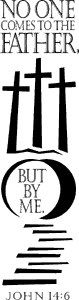 NO ONE
COMES TO THE
FATHER,
BUT
BY
ME.
JOHN 14:6